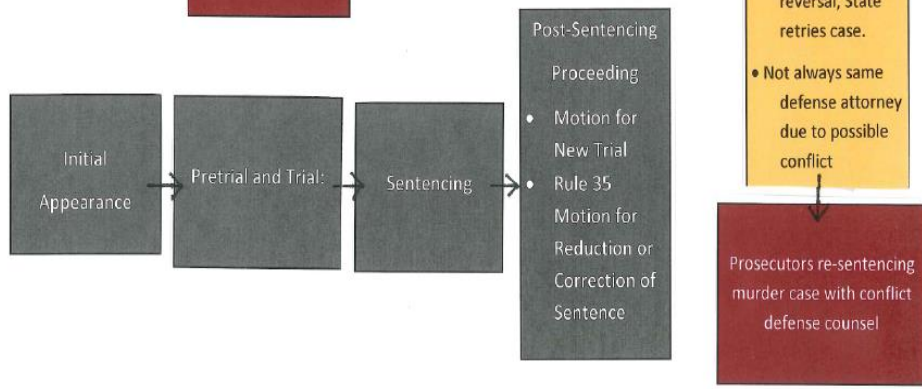 Initial
Appearance
Pretrial and Trial:
Sentencing
Post-Sentencing
Proceeding
• Motion for
New Trial
• Rule 35
Motion for
Reduction or
Correction of
Sentence
reversal, State
retries case.
• Not always same
defense attorney
due to possible
conflict
Prosecutors re-sentencing
murder case with conflict
defense counsel